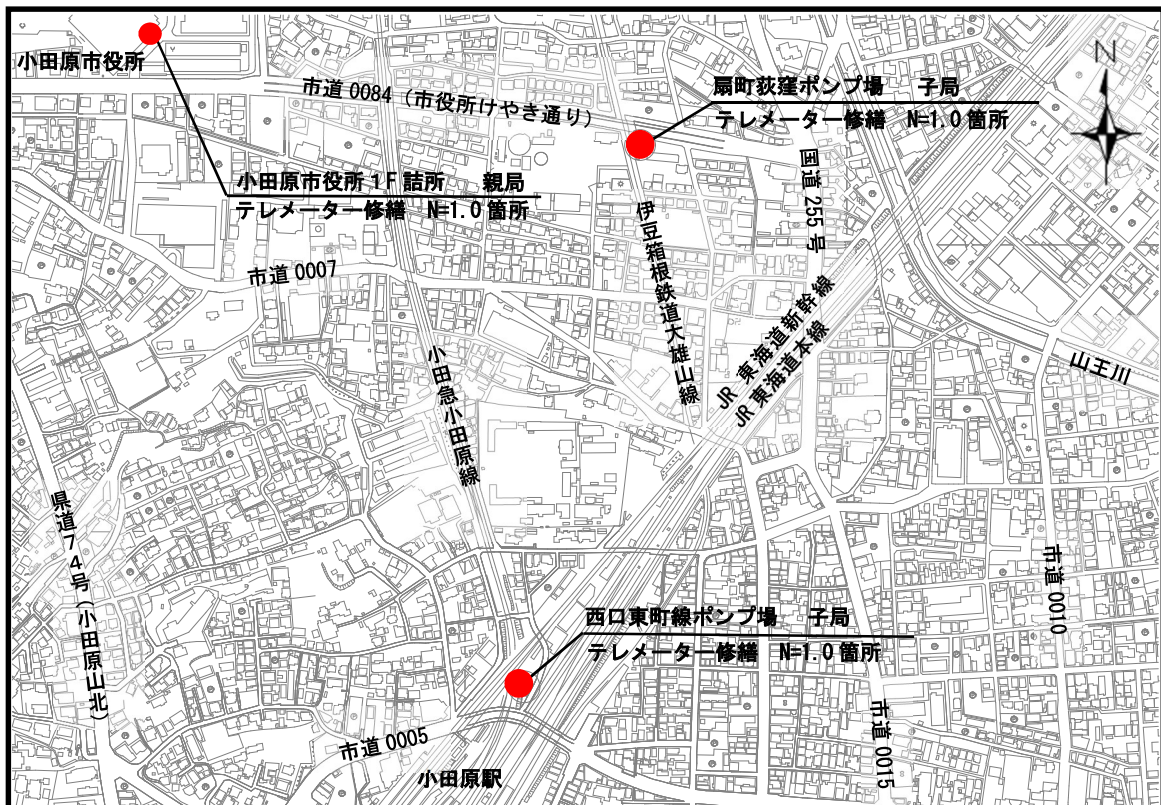 小田原市役所
市道 0084（市役所けやき通り）
扇町荻窪ポンプ場　子局
テレメーター修繕　N=1.0 箇所
N
小田原市役所 1F 詰所　親局
テレメーター修繕　N=1.0 箇所
国道 255 号
伊豆箱根鉄道大雄山線
市道 0007
JR 東海道新幹線
JR 東海道本線
山王川
小田急小田原線
県道７４号（小田原山北）
市道 0010
西口東町線ポンプ場　子局
テレメーター修繕　N=1.0 箇所
市道 0005
市道 0015
小田原駅